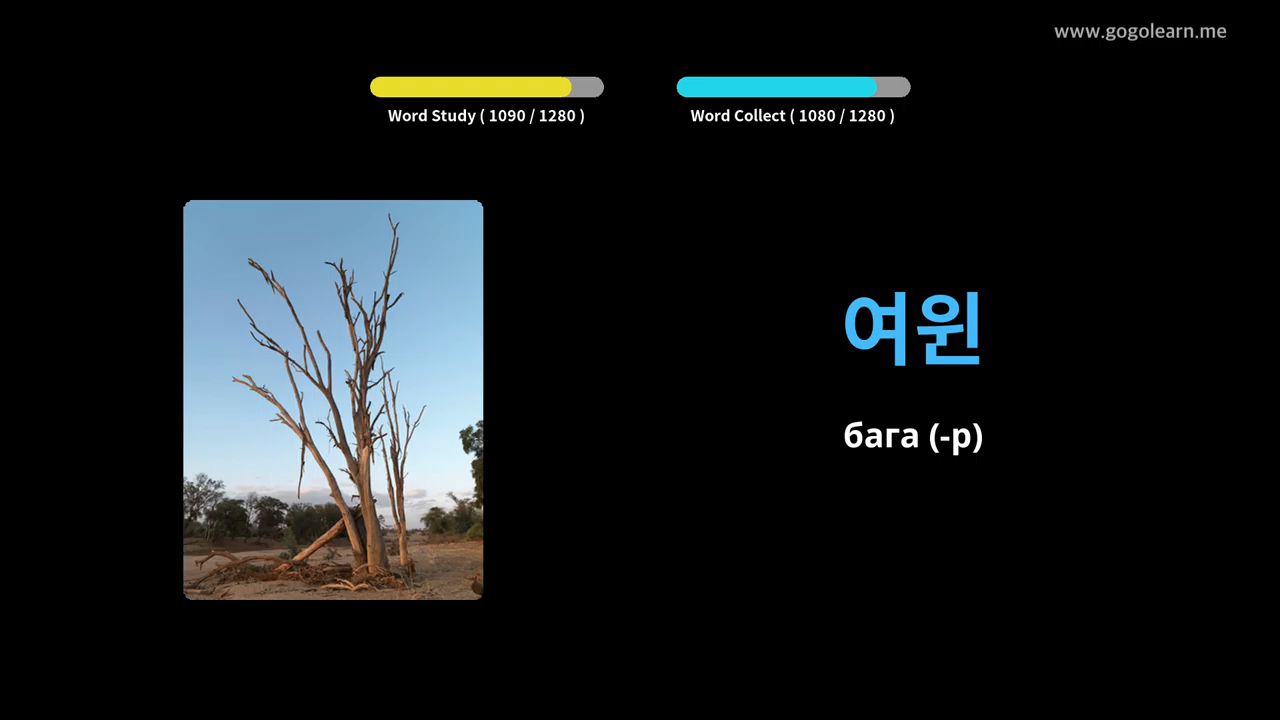 www.gogolearn.me
Word Study ( 1090 / 1280 )
Word Collect ( 1080 / 1280 )
여윈
бага (-р)